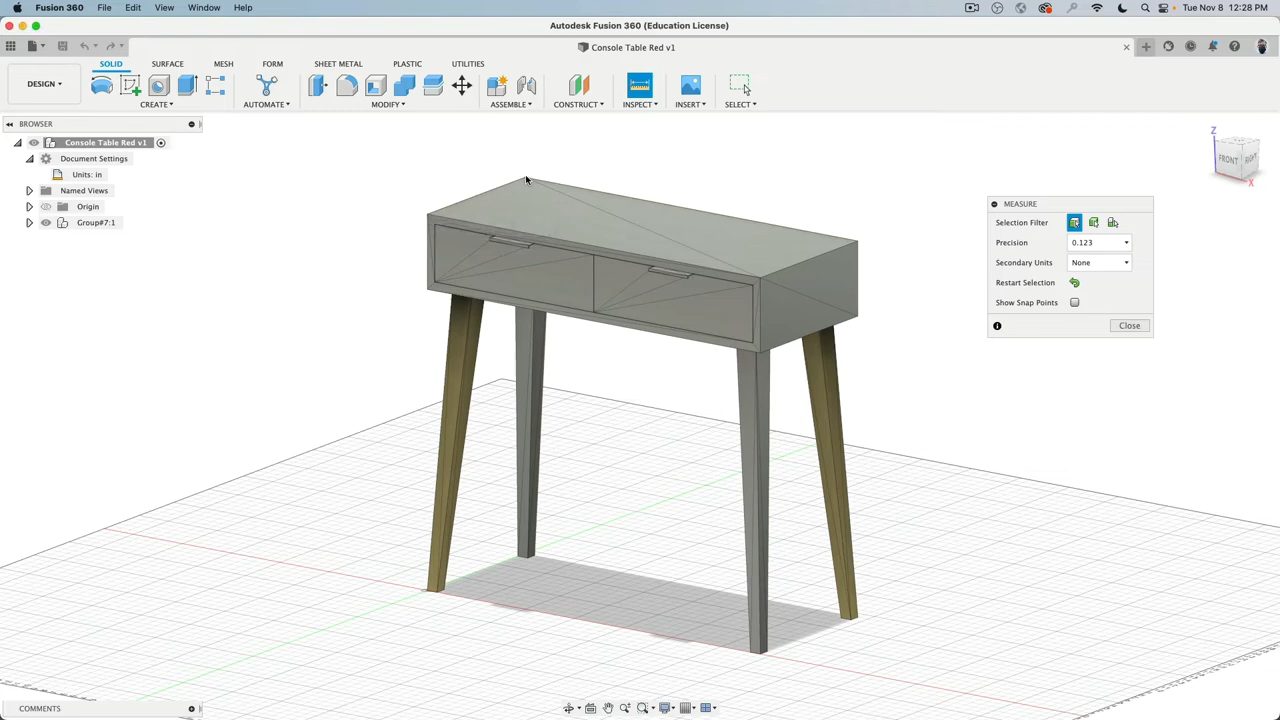 Fusion 360 File Edit View Window Help Tue Nov 8 12:28 PM
Autodesk Fusion 360 (Education License)
Console Table Red v1
SOLID SURFACE MESH FORM SHEET METAL PLASTIC UTILITIES
DESIGN
CREATE AUTOMATE MODIFY ASSEMBLE CONSTRUCT INSPECT INSERT SELECT
BROWSER
Console Table Red v1
Document Settings
Units: in
Named Views
Origin
Group#7:1
Z
FRONT RIGHT
X
MEASURE
Selection Filter
Precision 0.123
Secondary Units None
Restart Selection
Show Snap Points
Close
COMMENTS